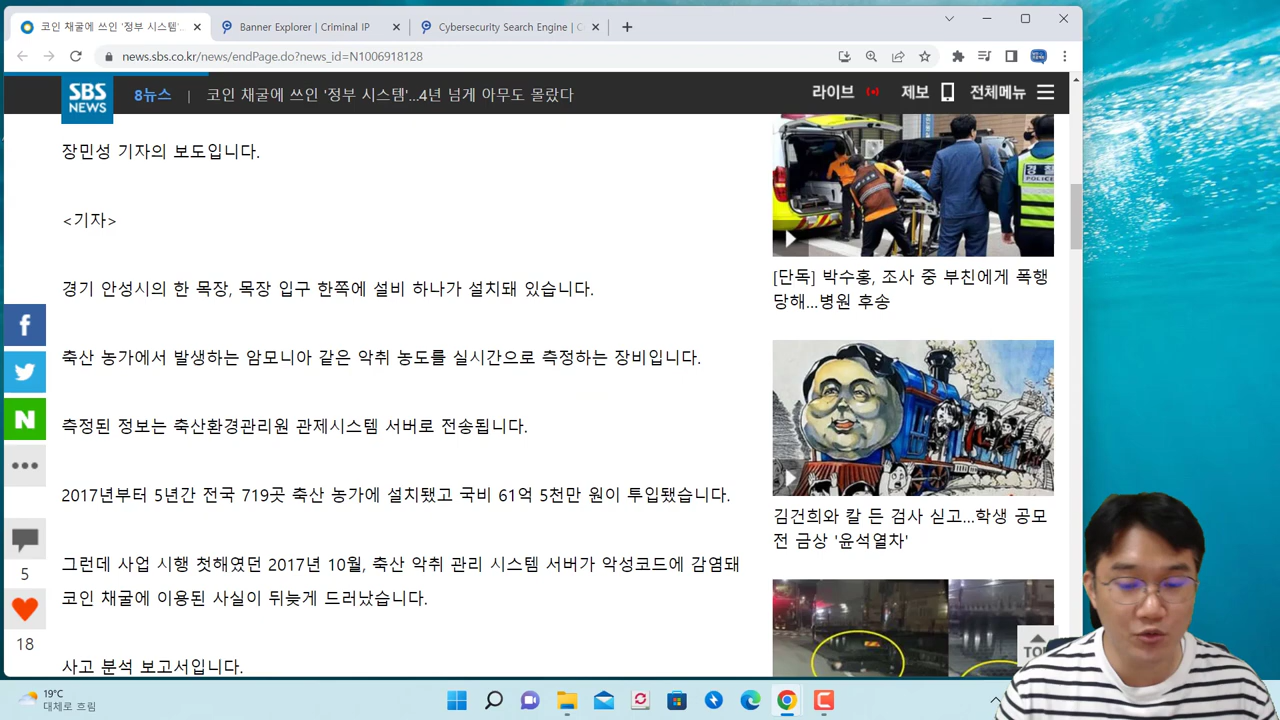 코인 채굴에 쓰인 '정부 시스템'..
Banner Explorer | Criminal IP
Cybersecurity Search Engine | C
news.sbs.co.kr/news/endPage.do?news_id=N1006918128
SBS NEWS
8뉴스 | 코인 채굴에 쓰인 '정부 시스템'...4년 넘게 아무도 몰랐다
라이브
제보
전체메뉴
장민성 기자의 보도입니다.
<기자>
경기 안성시의 한 목장, 목장 입구 한쪽에 설비 하나가 설치돼 있습니다.
축산 농가에서 발생하는 암모니아 같은 악취 농도를 실시간으로 측정하는 장비입니다.
측정된 정보는 축산환경관리원 관제시스템 서버로 전송됩니다.
2017년부터 5년간 전국 719곳 축산 농가에 설치됐고 국비 61억 5천만 원이 투입됐습니다.
그런데 사업 시행 첫해였던 2017년 10월, 축산 악취 관리 시스템 서버가 악성코드에 감염돼
코인 채굴에 이용된 사실이 뒤늦게 드러났습니다.
사고 분석 보고서입니다.
f
N
5
18
경찰
POLICE
[단독] 박수홍, 조사 중 부친에게 폭행
당해...병원 후송
김건희와 칼 든 검사 싣고...학생 공모
전 금상 '윤석열차'
19°C
대체로 흐림